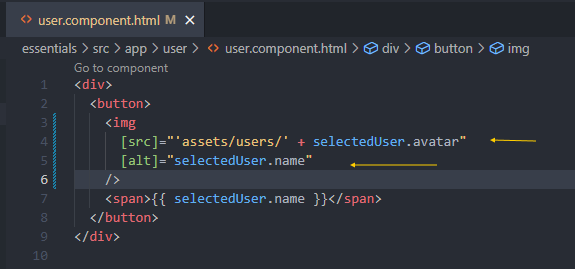 <> user.component.html M ×
essentials > src > app > user > <> user.component.html > div > button > img
Go to component
1 <div>
2   <button>
3     <img
4       [src]="'assets/users/' + selectedUser.avatar"
5       [alt]="selectedUser.name"
6     />
7     <span>{{ selectedUser.name }}</span>
8   </button>
9 </div>
10